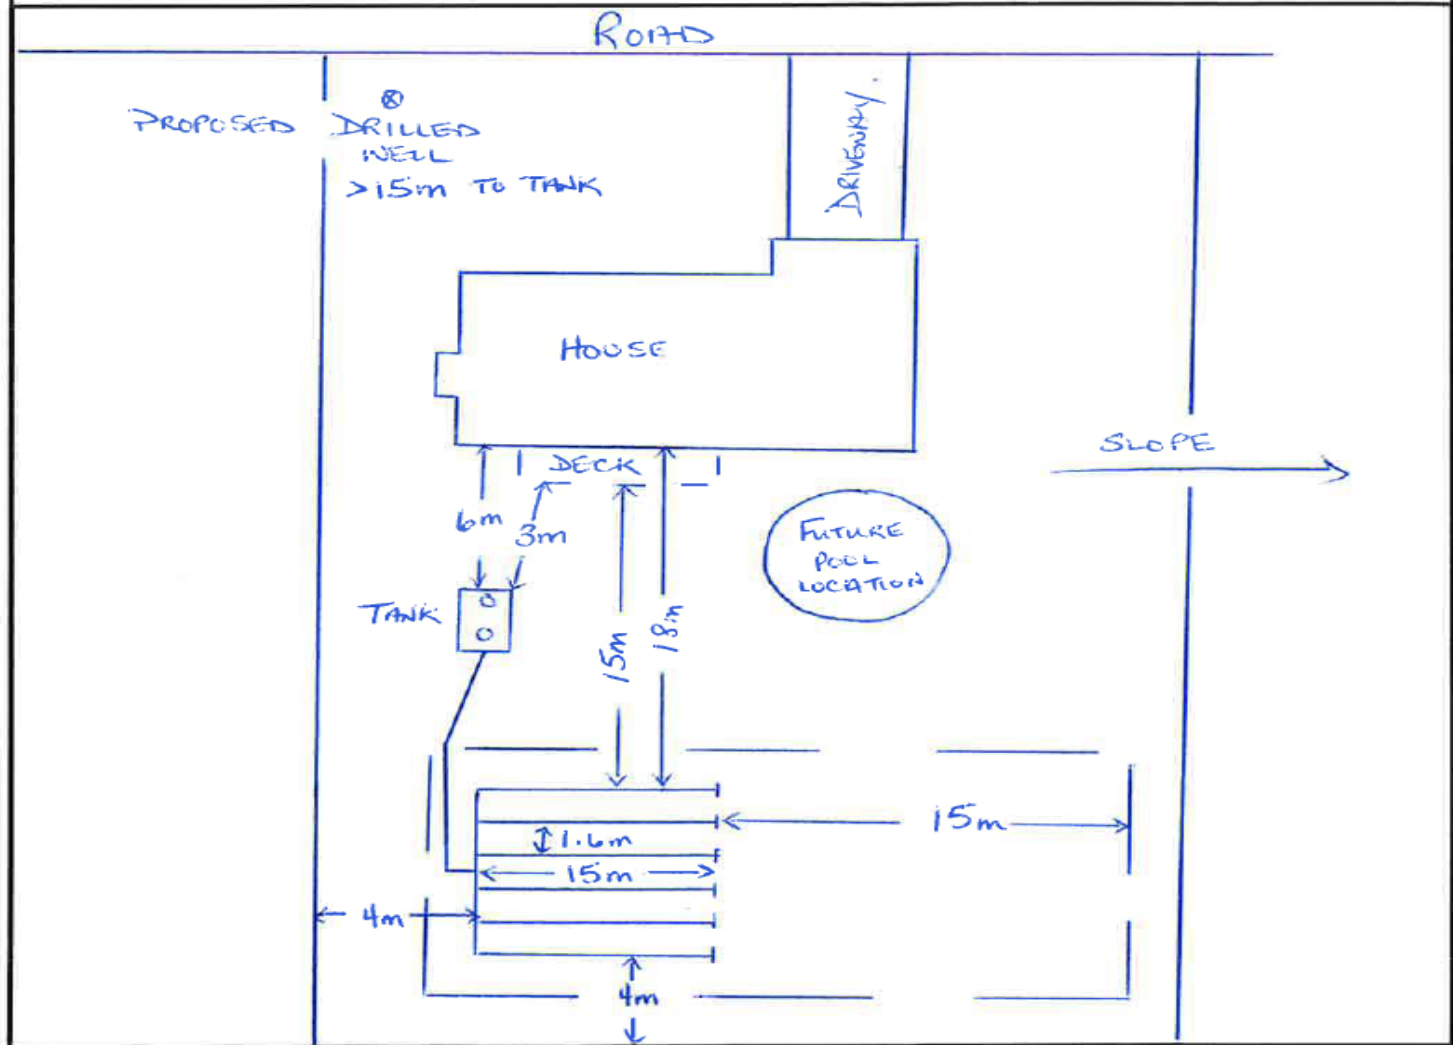 ROAD
PROPOSED DRILLED
WELL
>15m TO TANK
DRIVEWAY.
HOUSE
SLOPE
DECK
6m
3m
FUTURE
POOL
LOCATION
TANK
15m
18m
15m
1.6m
15m
4m
4m